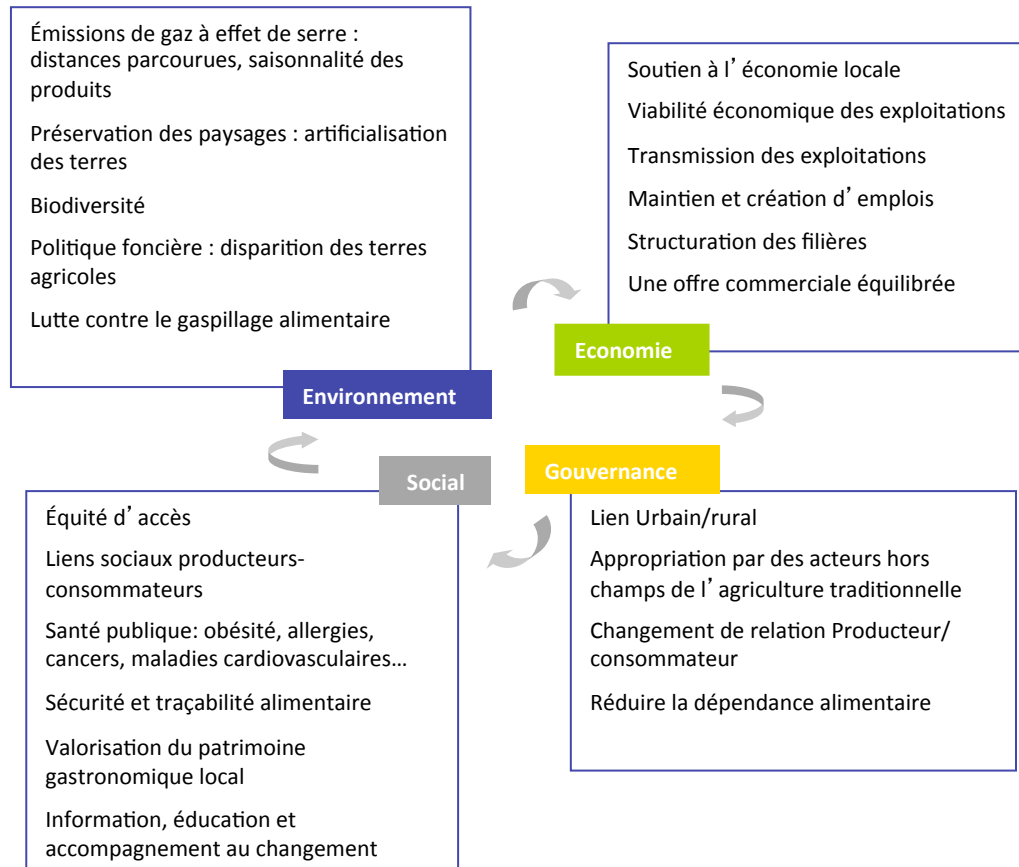 Émissions de gaz à effet de serre :
distances parcourues, saisonnalité des
produits
Préservation des paysages : artificialisation
des terres
Biodiversité
Politique foncière : disparition des terres
agricoles
Lutte contre le gaspillage alimentaire
Environnement
Soutien à l’économie locale
Viabilité économique des exploitations
Transmission des exploitations
Maintien et création d’emplois
Structuration des filières
Une offre commerciale équilibrée
Economie
Social
Équité d’accès
Liens sociaux producteurs-
consommateurs
Santé publique: obésité, allergies,
cancers, maladies cardiovasculaires…
Sécurité et traçabilité alimentaire
Valorisation du patrimoine
gastronomique local
Information, éducation et
accompagnement au changement
Gouvernance
Lien Urbain/rural
Appropriation par des acteurs hors
champs de l’agriculture traditionnelle
Changement de relation Producteur/
consommateur
Réduire la dépendance alimentaire